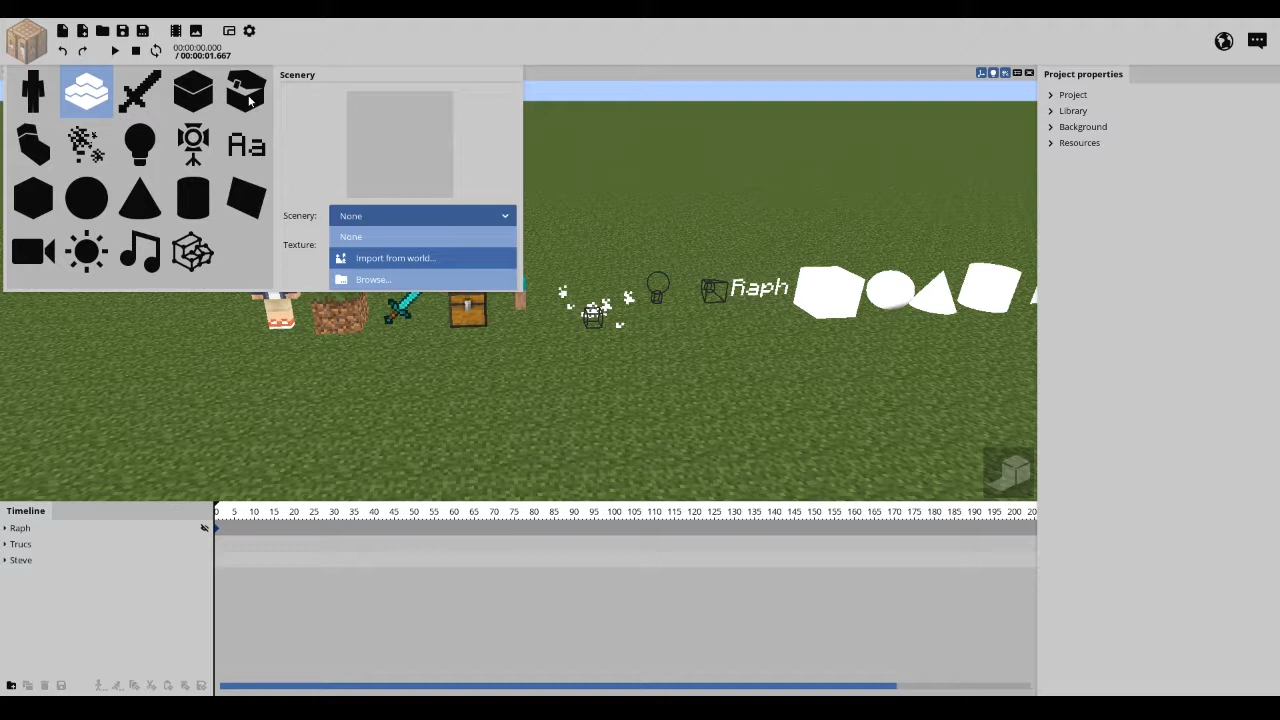 00:00:00.000
/ 00:00:01.667
Scenery
Project properties
Project
Library
Background
Resources
Aa
Scenery:
None
None
Texture:
Import from world...
Browse...
Raph
Timeline
0 5 10 15 20 25 30 35 40 45 50 55 60 65 70 75 80 85 90 95 100 105 110 115 120 125 130 135 140 145 150 155 160 165 170 175 180 185 190 195 200 20
Raph
Trucs
Steve